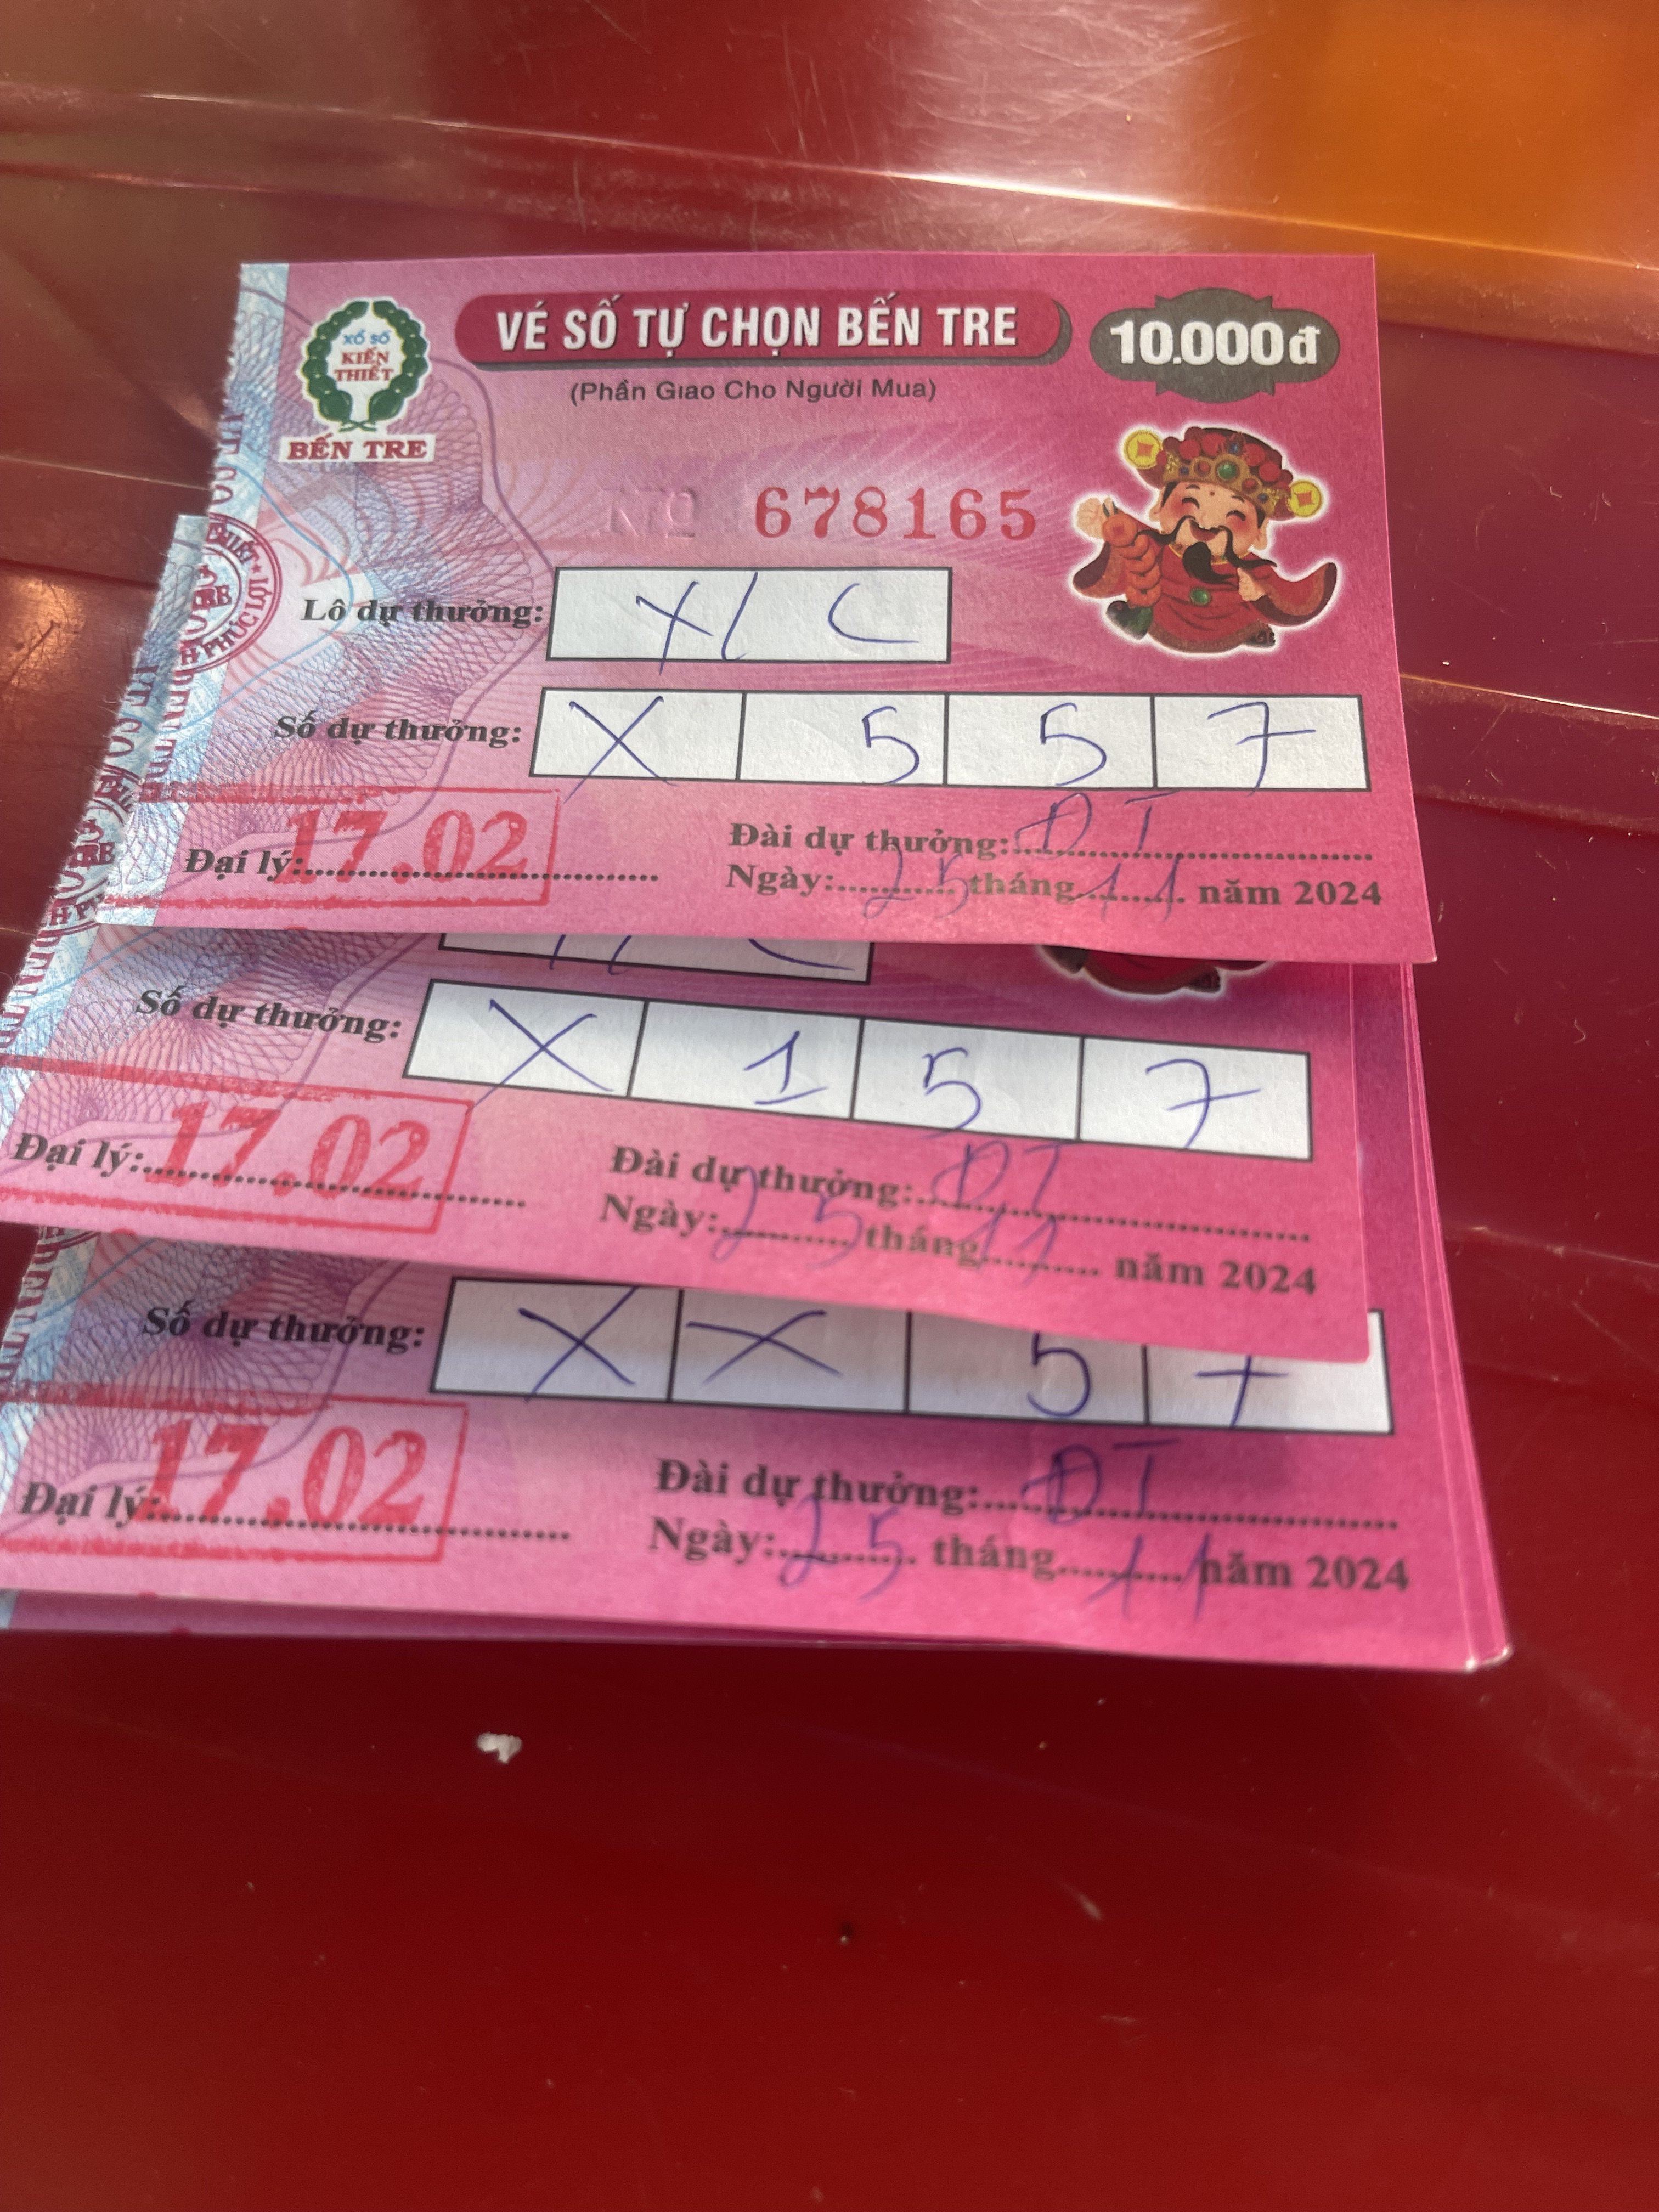 XỔ SỐ
KIẾN
THIẾT
BẾN TRE
VÉ SỐ TỰ CHỌN BẾN TRE
10.000đ
(Phần Giao Cho Người Mua)
Nº 678165
Lô dự thưởng: X/C
Số dự thưởng: X 5 5 7
Đài dự thưởng: ĐT
Đại lý: 17.02
Ngày: 25 tháng 11 năm 2024
Số dự thưởng: X 1 5 7
Đài dự thưởng: ĐT
Đại lý: 17.02
Ngày: 25 tháng 11 năm 2024
Số dự thưởng: X X 5 7
Đài dự thưởng: ĐT
Đại lý: 17.02
Ngày: 25 tháng 11 năm 2024